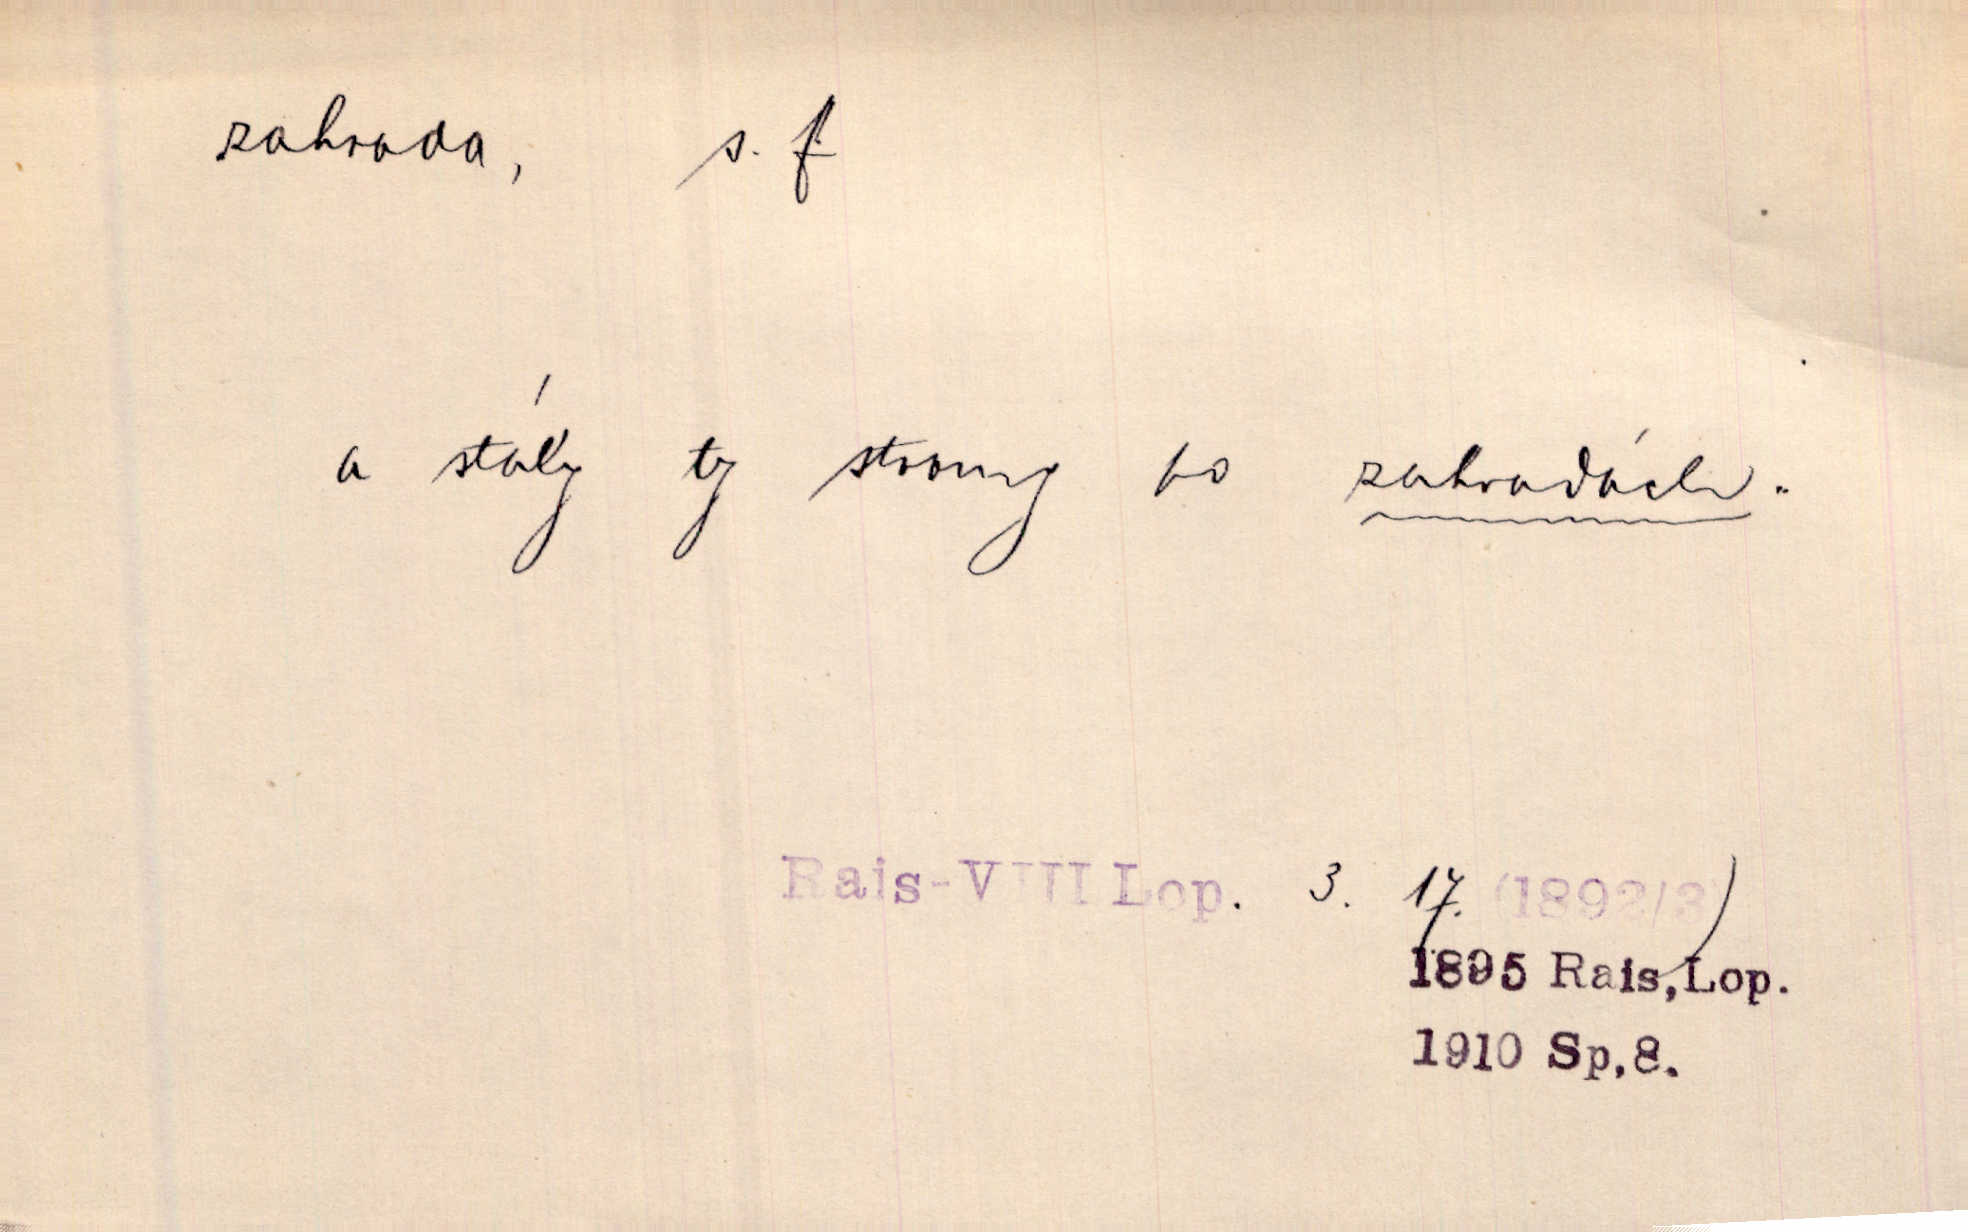 zahrada, s. f.
a stály ty stromy po zahradách.
Rais-VIII Lop. 3. 17. (1892/3)
1895 Rais,Lop.
1910 Sp,8.